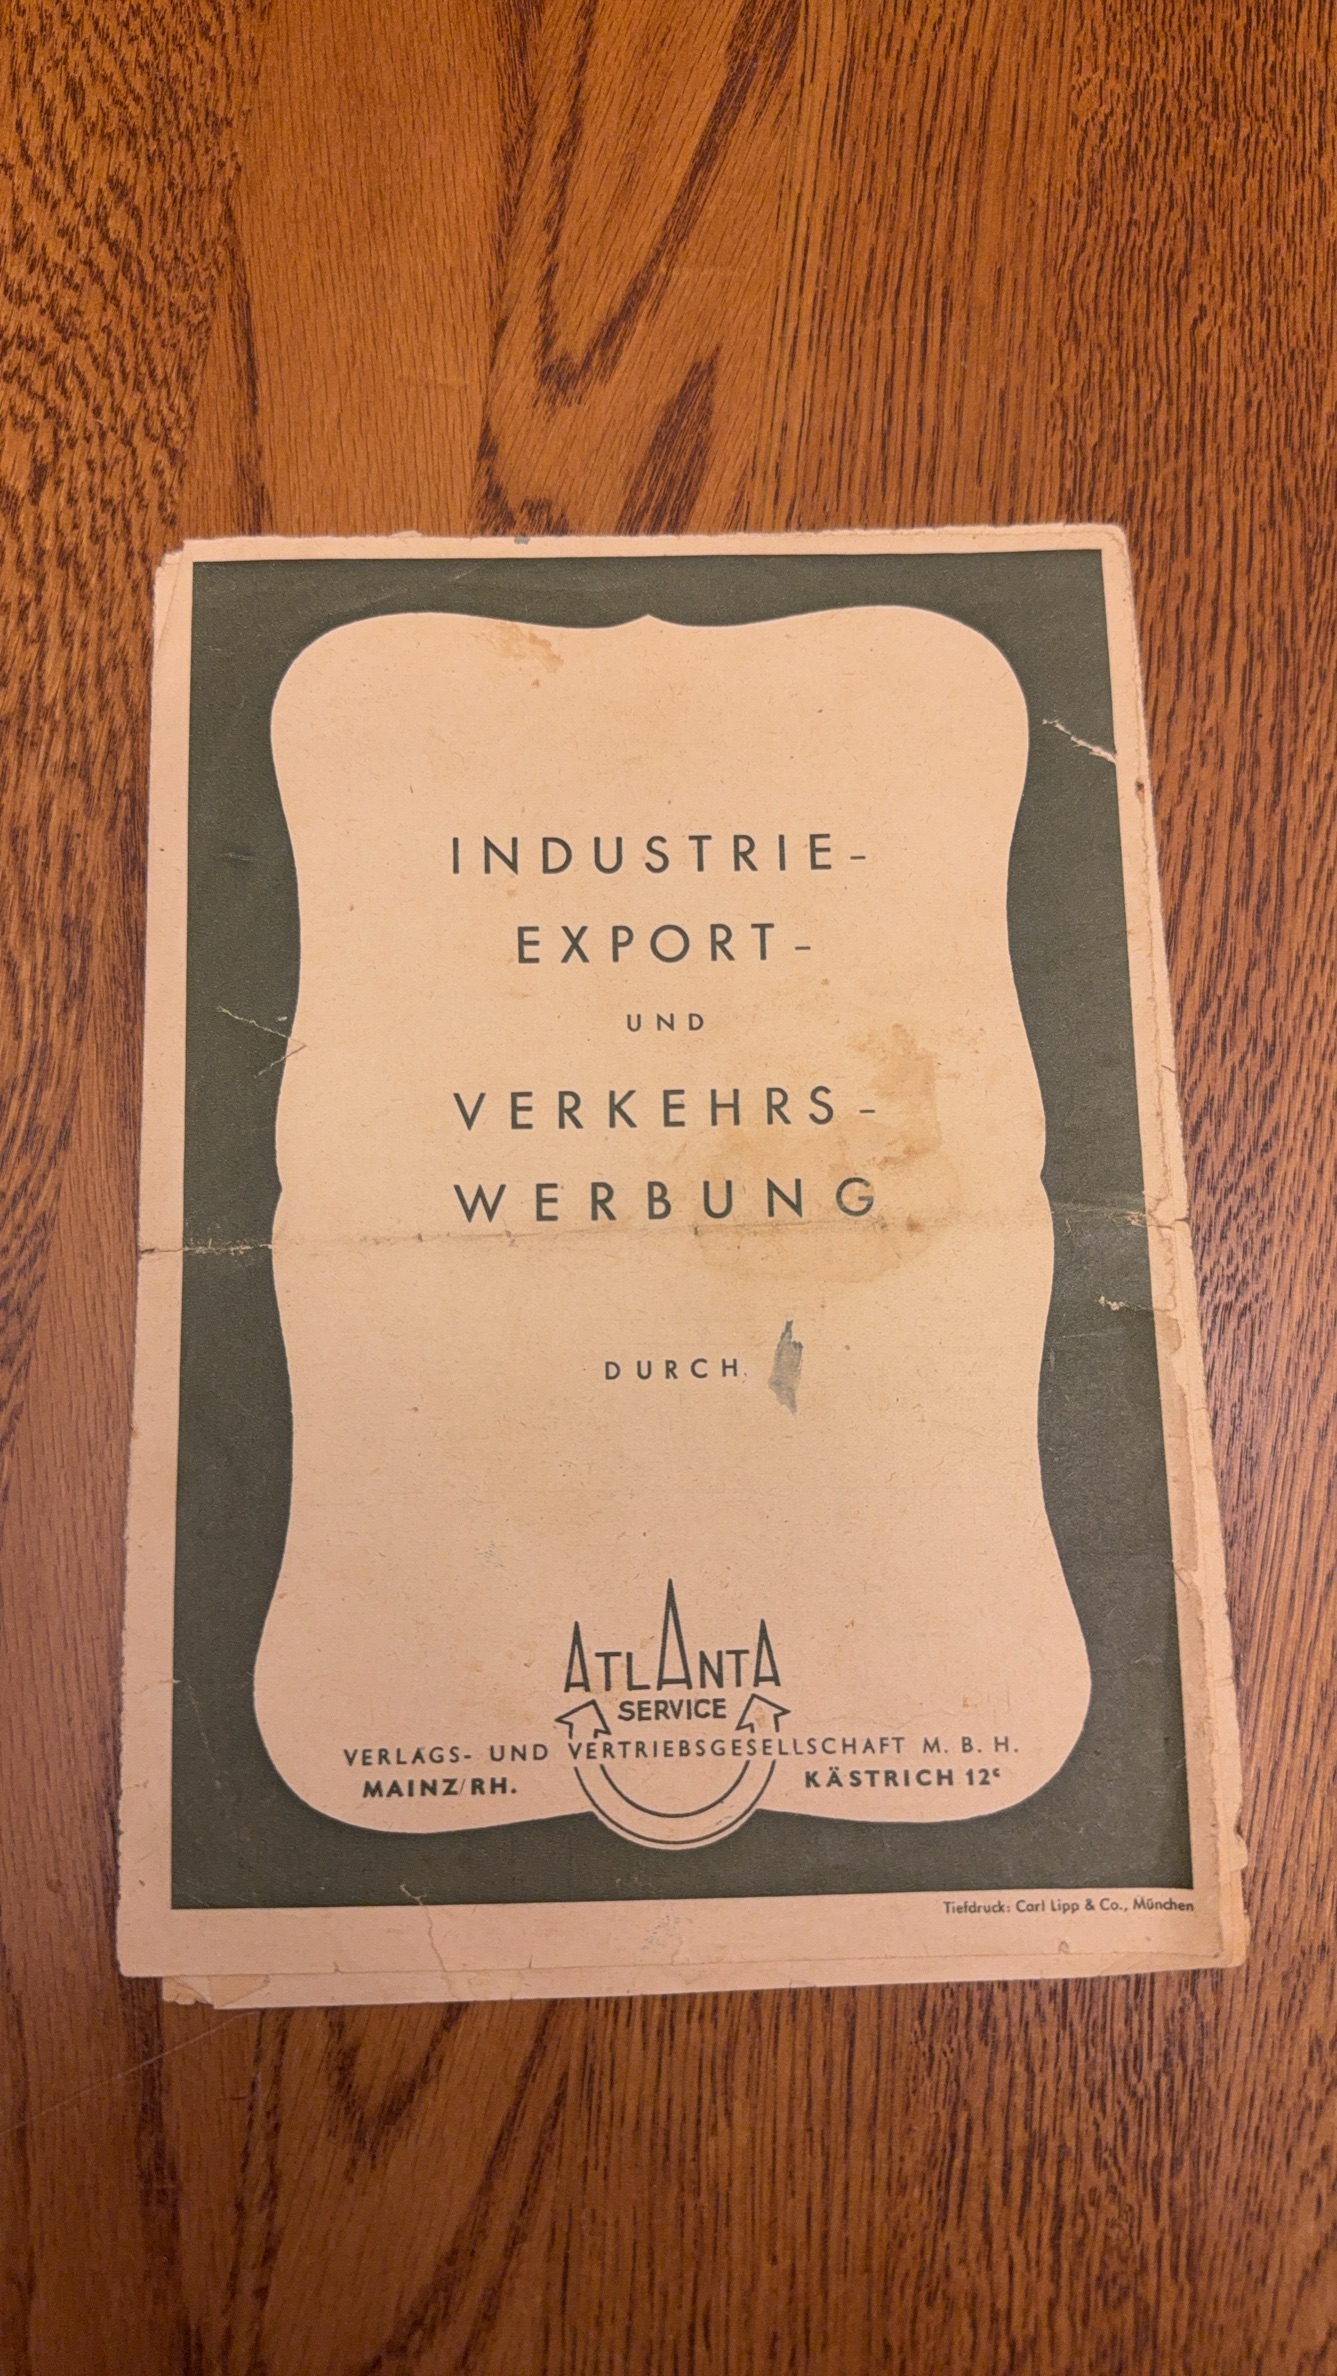 INDUSTRIE-
EXPORT-
UND
VERKEHRS-
WERBUNG
DURCH
ATLANTA
SERVICE
VERLAGS- UND VERTRIEBSGESELLSCHAFT M. B. H.
MAINZ/RH. KÄSTRICH 12c
Tiefdruck: Carl Lipp & Co., München